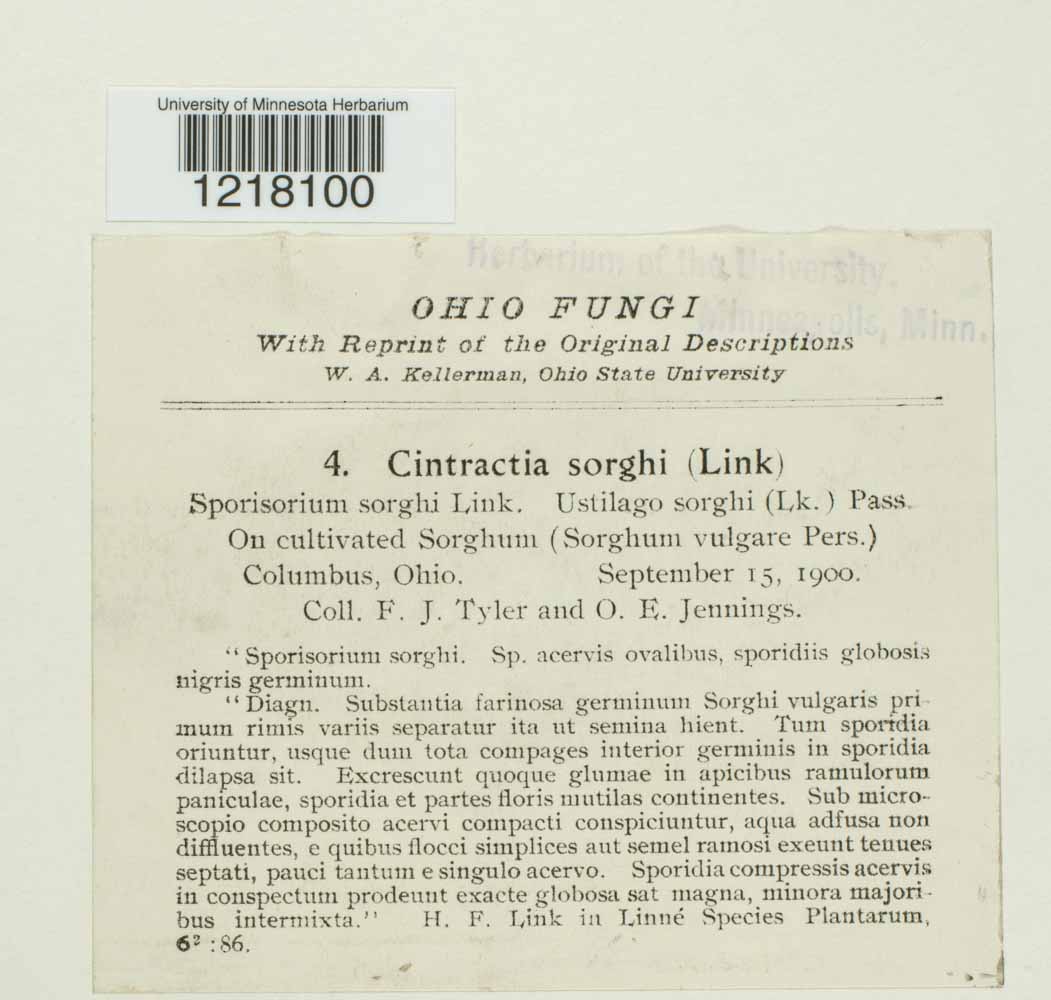 University of Minnesota Herbarium
1218100
Herbarium of the University.
Minneapolis, Minn.
OHIO FUNGI
With Reprint of the Original Descriptions
W. A. Kellerman, Ohio State University
4. Cintractia sorghi (Link)
Sporisorium sorghi Link. Ustilago sorghi (Lk.) Pass.
On cultivated Sorghum (Sorghum vulgare Pers.)
Columbus, Ohio. September 15, 1900.
Coll. F. J. Tyler and O. E. Jennings.
“Sporisorium sorghi. Sp. acervis ovalibus, sporidiis globosis
nigris germinum.
“Diagn. Substantia farinosa germinum Sorghi vulgaris pri-
mum rimis variis separatur ita ut semina hient. Tum sporidia
oriuntur, usque dum tota compages interior germinis in sporidia
dilapsa sit. Excrescunt quoque glumae in apicibus ramulorum
paniculae, sporidia et partes floris mutilas continentes. Sub micro-
scopio composito acervi compacti conspiciuntur, aqua adfusa non
diffluentes, e quibus flocci simplices aut semel ramosi exeunt tenues
septati, pauci tantum e singulo acervo. Sporidia compressis acervis
in conspectum prodeunt exacte globosa sat magna, minora majori-
bus intermixta.” H. F. Link in Linné Species Plantarum,
6² :86.